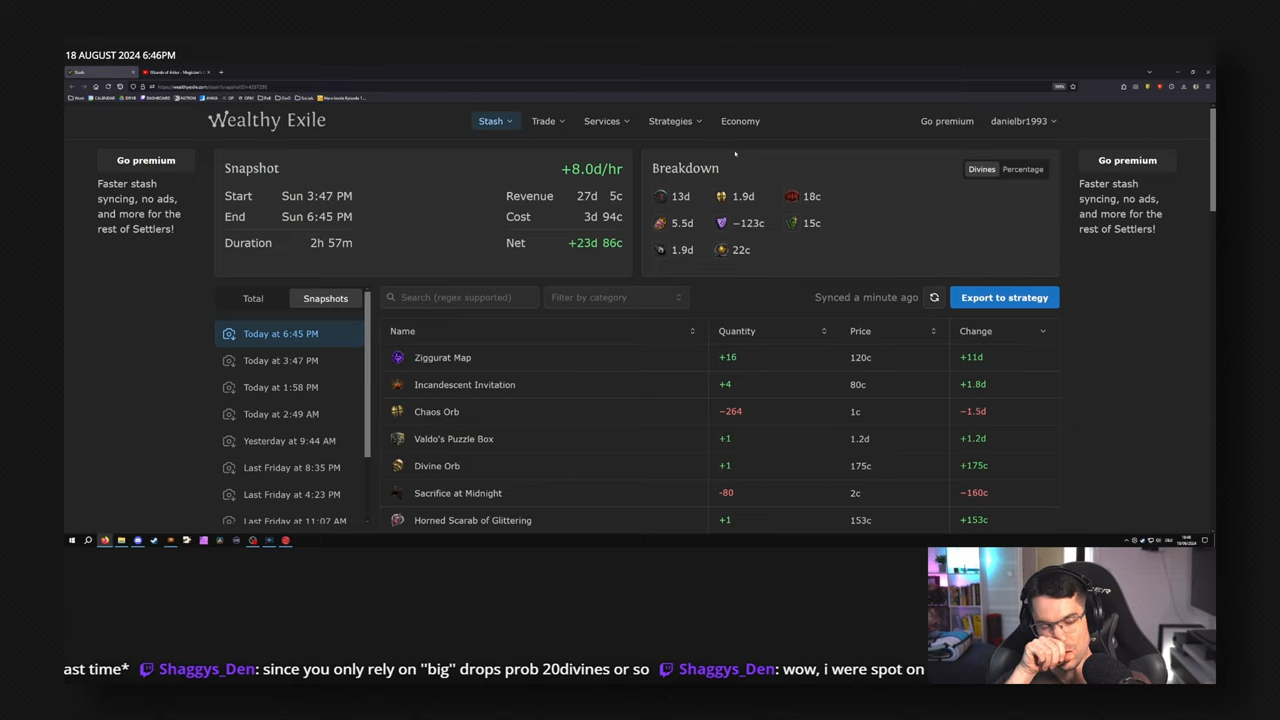 18 AUGUST 2024 6:46PM
Stash
Wealthy Exile
Stash
Trade
Services
Strategies
Economy
Go premium
danielbr1993
Go premium
Faster stash
syncing, no ads,
and more for the
rest of Settlers!
Snapshot
+8.0d/hr
Start Sun 3:47 PM Revenue 27d 5c
End Sun 6:45 PM Cost 3d 94c
Duration 2h 57m Net +23d 86c
Breakdown
Divines Percentage
13d 1.9d 18c
5.5d −123c 15c
1.9d 22c
Go premium
Faster stash
syncing, no ads,
and more for the
rest of Settlers!
Total Snapshots
Today at 6:45 PM
Today at 3:47 PM
Today at 1:58 PM
Today at 2:49 AM
Yesterday at 9:44 AM
Last Friday at 8:35 PM
Last Friday at 4:23 PM
Last Friday at 11:07 AM
Search (regex supported) Filter by category Synced a minute ago Export to strategy
Name Quantity Price Change
Ziggurat Map +16 120c +11d
Incandescent Invitation +4 80c +1.8d
Chaos Orb −264 1c −1.5d
Valdo's Puzzle Box +1 1.2d +1.2d
Divine Orb +1 175c +175c
Sacrifice at Midnight -80 2c −160c
Horned Scarab of Glittering +1 153c +153c
ast time* Shaggys_Den: since you only rely on "big" drops prob 20divines or so Shaggys_Den: wow, i were spot on